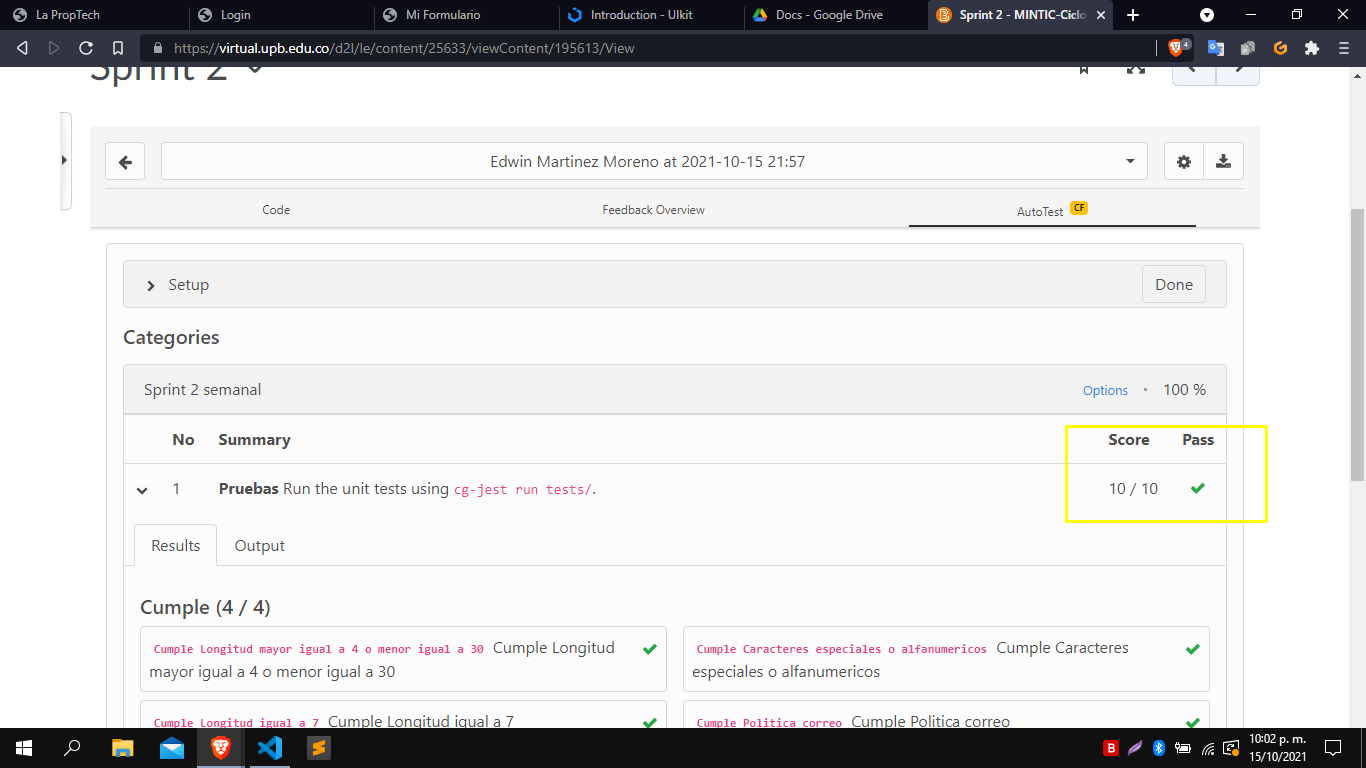 La PropTech
Login
Mi Formulario
Introduction - UIkit
Docs - Google Drive
Sprint 2 - MINTIC-Ciclo
https://virtual.upb.edu.co/d2l/le/content/25633/viewContent/195613/View
4
Sprint 2
Edwin Martinez Moreno at 2021-10-15 21:57
Code
Feedback Overview
AutoTest CF
Setup
Done
Categories
Sprint 2 semanal
Options • 100 %
No Summary Score Pass
1 Pruebas Run the unit tests using cg-jest run tests/. 10 / 10
Results Output
Cumple (4 / 4)
Cumple Longitud mayor igual a 4 o menor igual a 30 Cumple Longitud
mayor igual a 4 o menor igual a 30
Cumple Caracteres especiales o alfanumericos Cumple Caracteres
especiales o alfanumericos
Cumple Longitud igual a 7 Cumple Longitud igual a 7
Cumple Politica correo Cumple Politica correo
10:02 p. m.
15/10/2021